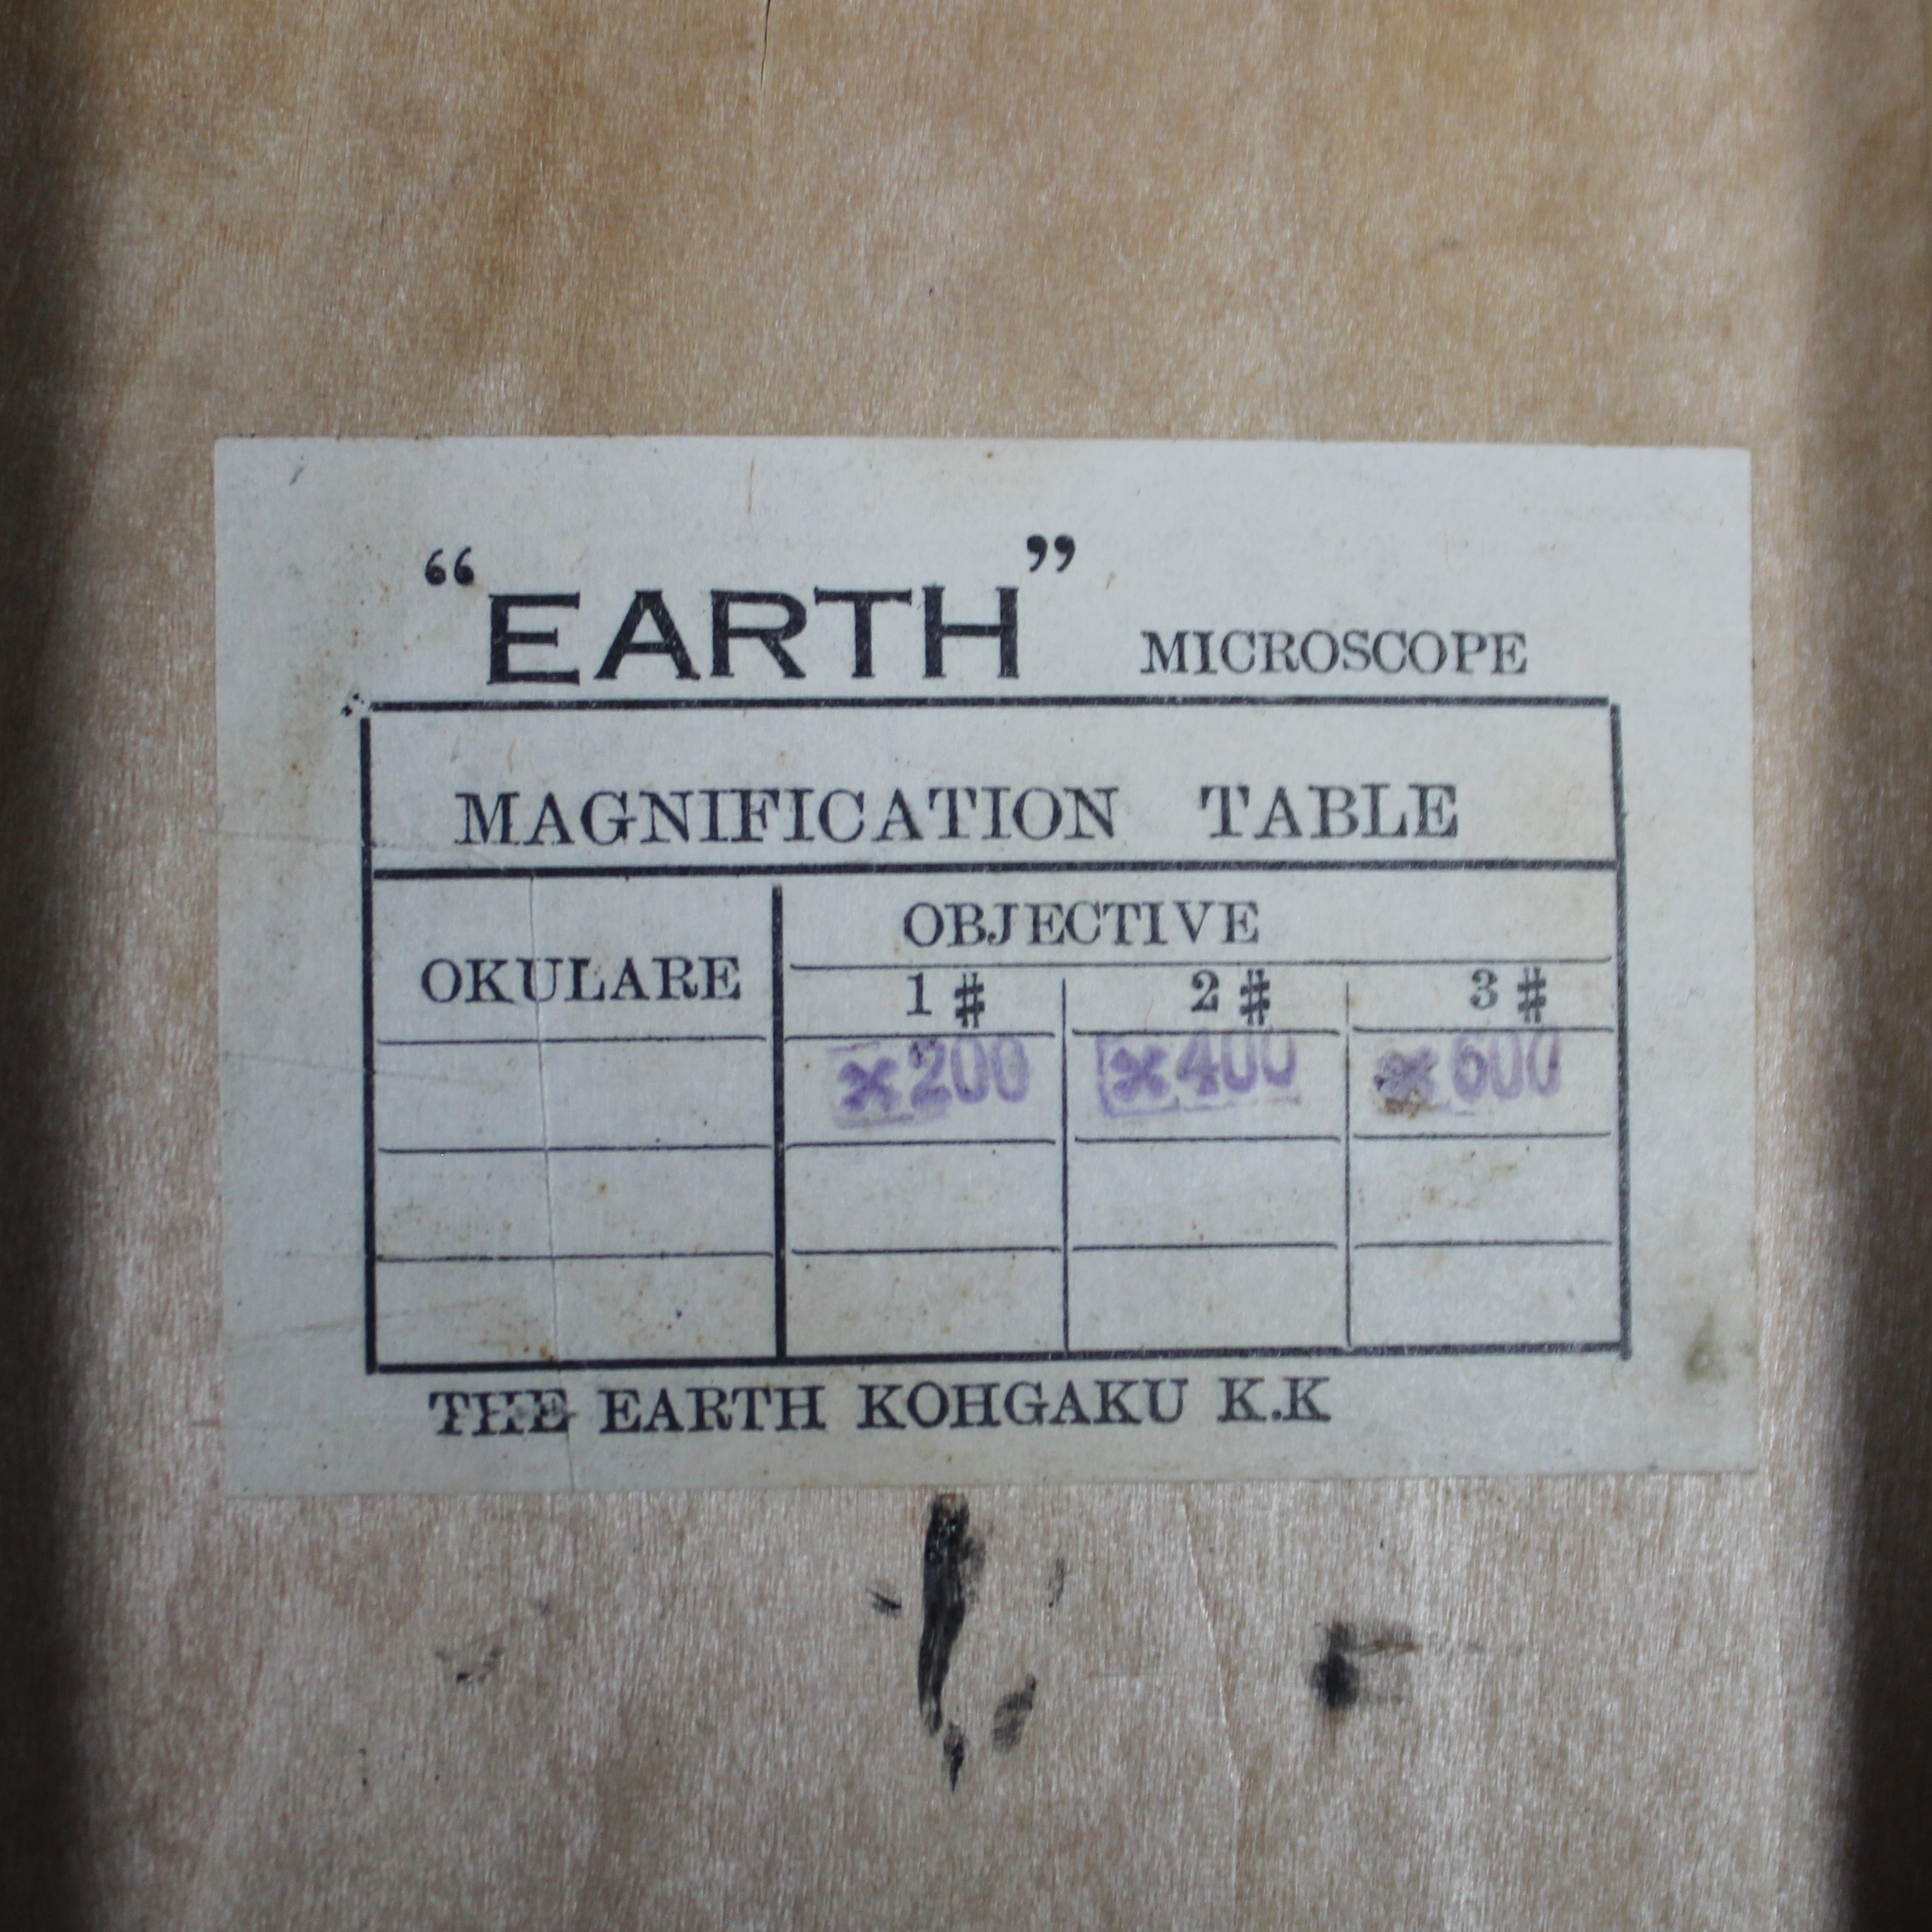 “EARTH” MICROSCOPE
MAGNIFICATION TABLE
OKULARE
OBJECTIVE
1 # 2 # 3 #
×200 ×400 ×600
THE EARTH KOHGAKU K.K